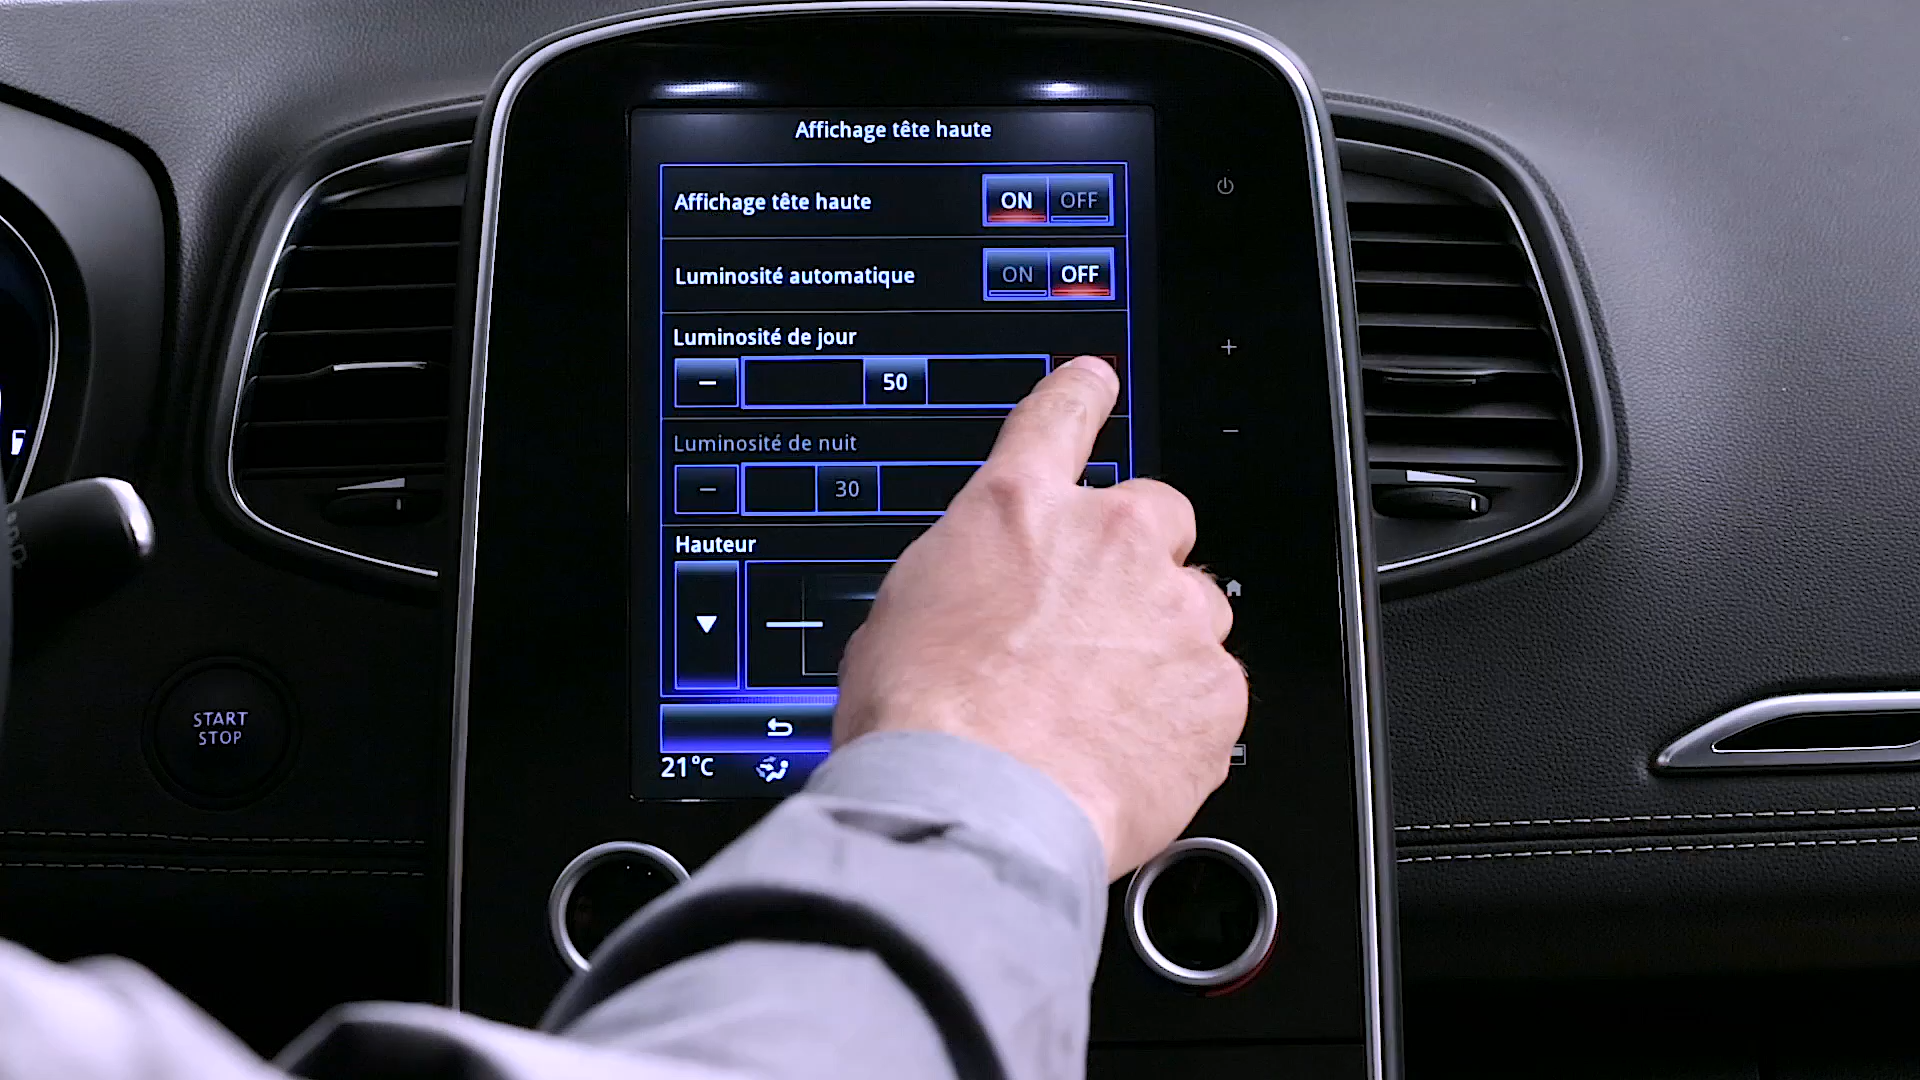 Affichage tête haute
Affichage tête haute ON OFF
Luminosité automatique ON OFF
Luminosité de jour
− 50
Luminosité de nuit
− 30 +
Hauteur
21°C
START
STOP
+
−